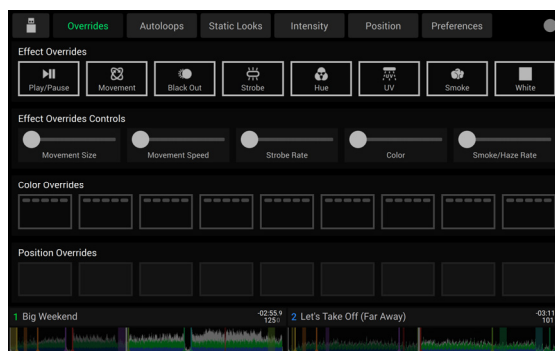 Overrides Autoloops Static Looks Intensity Position Preferences
Effect Overrides
Play/Pause Movement Black Out Strobe Hue UV Smoke White
Effect Overrides Controls
Movement Size Movement Speed Strobe Rate Color Smoke/Haze Rate
Color Overrides
Position Overrides
1 Big Weekend -02:55.9 2 Let's Take Off (Far Away) -03:11
125.0 101